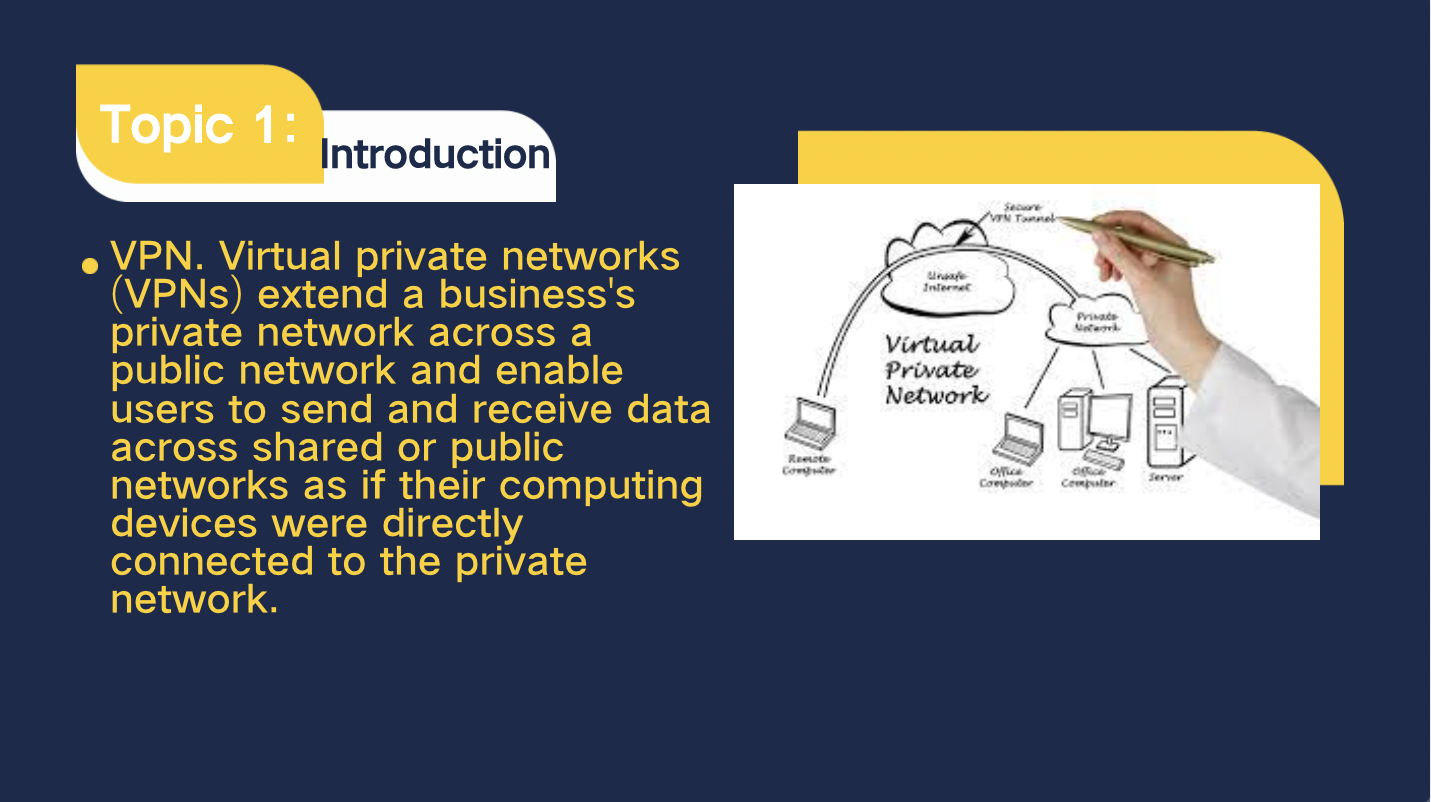 Topic 1:
Introduction
VPN. Virtual private networks
(VPNs) extend a business's
private network across a
public network and enable
users to send and receive data
across shared or public
networks as if their computing
devices were directly
connected to the private
network.
Secure
VPN Tunnel
Unsafe
Internet
Private
Network
Virtual
Private
Network
Remote
Computer
Office
Computer
Office
Computer
Server